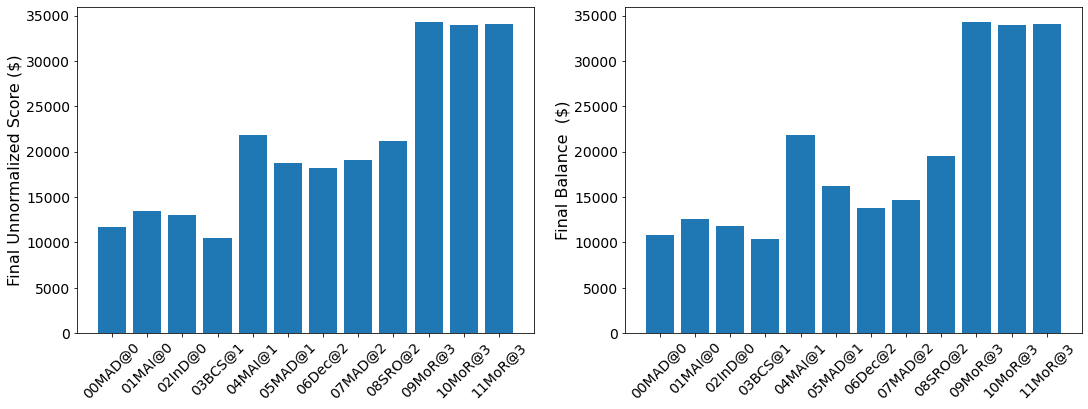 Final Unnormalized Score ($)
35000
30000
25000
20000
15000
10000
5000
0
00MAD@0
01MAI@0
02InD@0
03BCS@1
04MAI@1
05MAD@1
06Dec@2
07MAD@2
08SRO@2
09MoR@3
10MoR@3
11MoR@3
Final Balance ($)
35000
30000
25000
20000
15000
10000
5000
0
00MAD@0
01MAI@0
02InD@0
03BCS@1
04MAI@1
05MAD@1
06Dec@2
07MAD@2
08SRO@2
09MoR@3
10MoR@3
11MoR@3